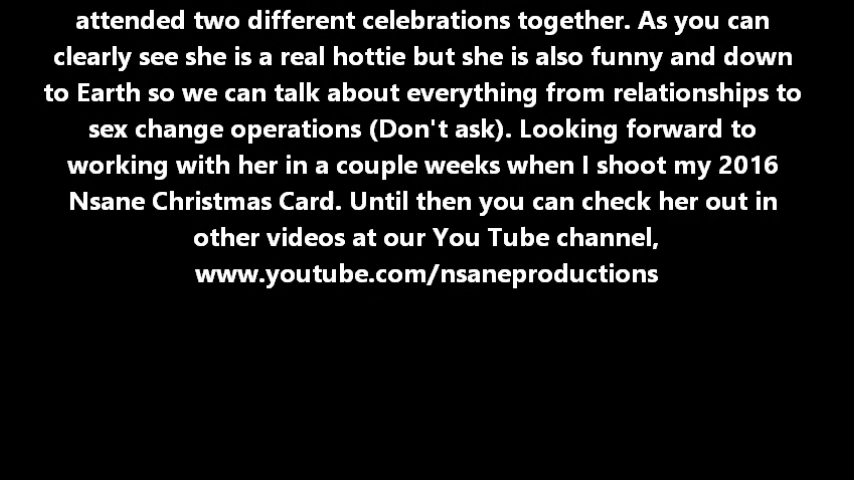 attended two different celebrations together. As you can
clearly see she is a real hottie but she is also funny and down
to Earth so we can talk about everything from relationships to
sex change operations (Don't ask). Looking forward to
working with her in a couple weeks when I shoot my 2016
Nsane Christmas Card. Until then you can check her out in
other videos at our You Tube channel,
www.youtube.com/nsaneproductions